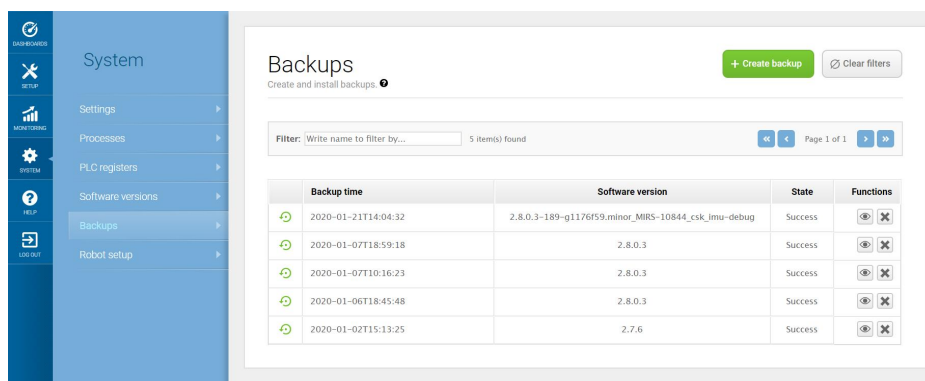 DASHBOARDS
SETUP
MONITORING
SYSTEM
HELP
LOG OUT
System
Settings
Processes
PLC registers
Software versions
Backups
Robot setup
Backups
Create and install backups. ?
+ Create backup
Clear filters
Filter: Write name to filter by... 5 item(s) found
« ‹ Page 1 of 1 › »
Backup time Software version State Functions
2020-01-21T14:04:32 2.8.0.3-189-g1176f59.minor_MIRS-10844_csk_imu-debug Success
2020-01-07T18:59:18 2.8.0.3 Success
2020-01-07T10:16:23 2.8.0.3 Success
2020-01-06T18:45:48 2.8.0.3 Success
2020-01-02T15:13:25 2.7.6 Success